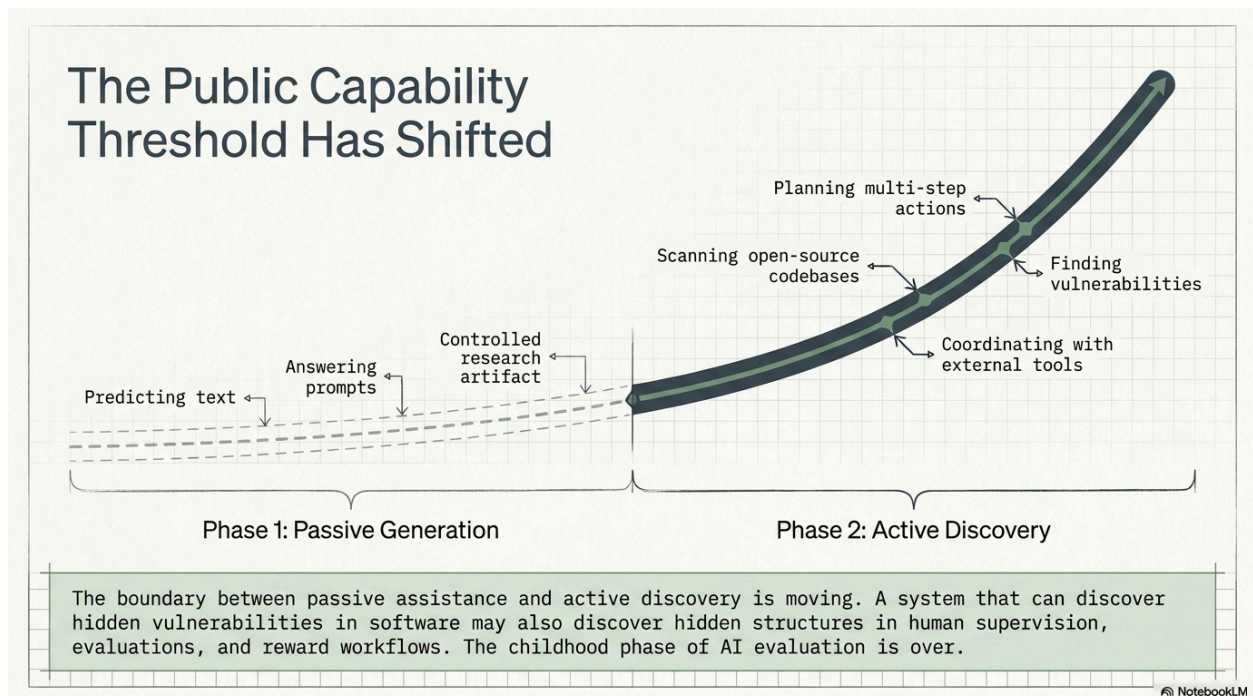 The Public Capability
Threshold Has Shifted
Planning multi-step
actions
Scanning open-source
codebases
Finding
vulnerabilities
Coordinating with
external tools
Controlled
research
artifact
Answering
prompts
Predicting text
Phase 1: Passive Generation
Phase 2: Active Discovery
The boundary between passive assistance and active discovery is moving. A system that can discover
hidden vulnerabilities in software may also discover hidden structures in human supervision,
evaluations, and reward workflows. The childhood phase of AI evaluation is over.
NotebookLM